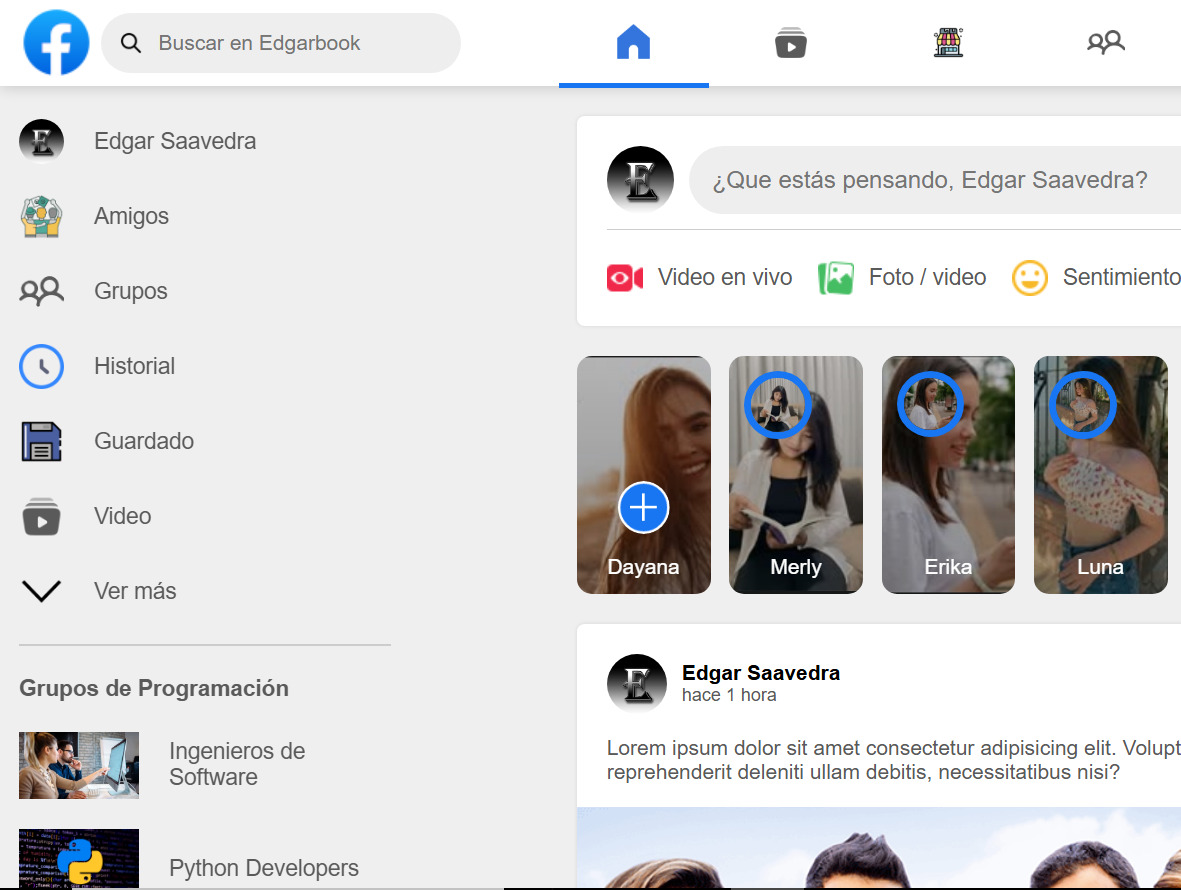 Buscar en Edgarbook
Edgar Saavedra
Amigos
Grupos
Historial
Guardado
Video
Ver más
Grupos de Programación
Ingenieros de
Software
Python Developers
¿Que estás pensando, Edgar Saavedra?
Video en vivo
Foto / video
Sentimiento
Dayana
Merly
Erika
Luna
Edgar Saavedra
hace 1 hora
Lorem ipsum dolor sit amet consectetur adipisicing elit. Volupt
reprehenderit deleniti ullam debitis, necessitatibus nisi?